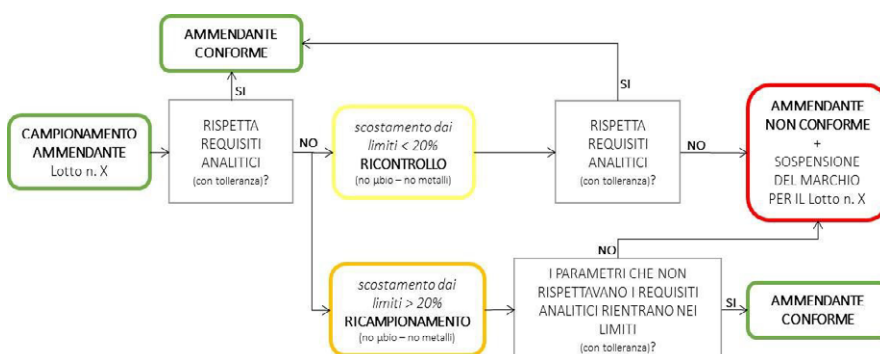 AMMENDANTE
CONFORME
SI
SI
CAMPIONAMENTO
AMMENDANTE
Lotto n. X
RISPETTA
REQUISITI
ANALITICI
(con tolleranza)?
NO
scostamento dai
limiti < 20%
RICONTROLLO
(no µbio – no metalli)
RISPETTA
REQUISITI
ANALITICI
(con tolleranza)?
NO
AMMENDANTE
NON CONFORME
+
SOSPENSIONE
DEL MARCHIO
PER IL Lotto n. X
scostamento dai
limiti > 20%
RICAMPIONAMENTO
(no µbio – no metalli)
NO
I PARAMETRI CHE NON
RISPETTAVANO I REQUISITI
ANALITICI RIENTRANO NEI
LIMITI
(con tolleranza)?
SI
AMMENDANTE
CONFORME